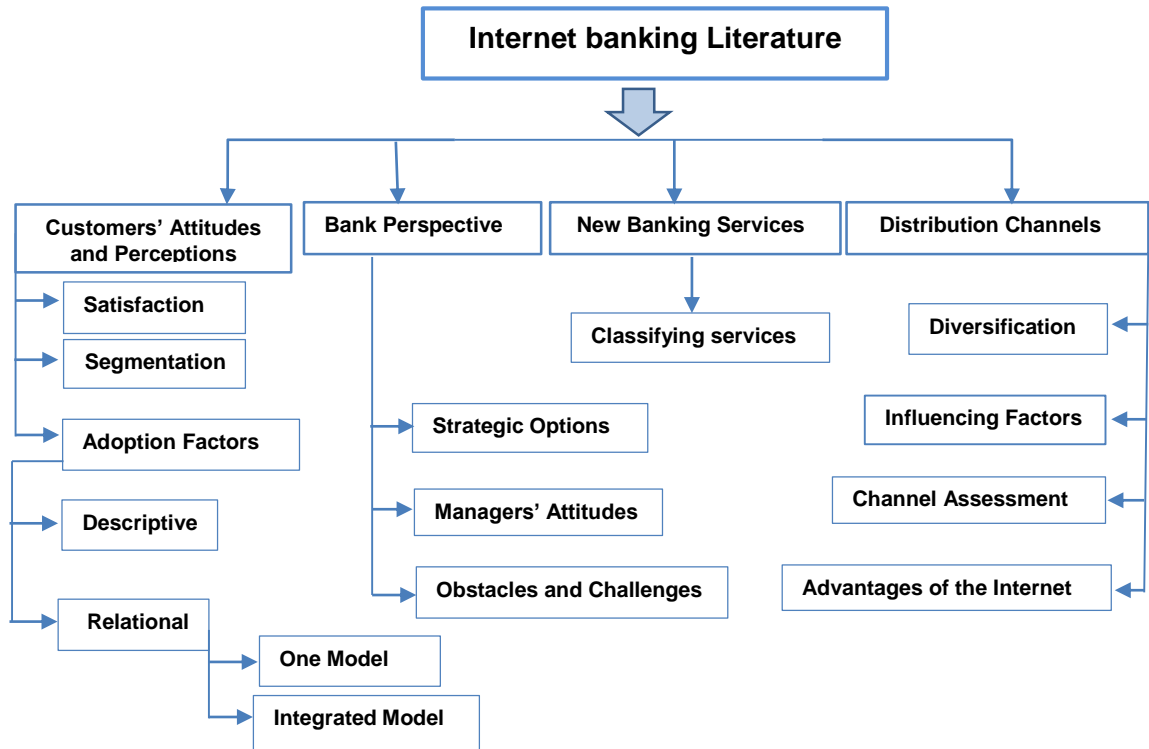 Internet banking Literature
Customers’ Attitudes
and Perceptions
Bank Perspective
New Banking Services
Distribution Channels
Satisfaction
Segmentation
Adoption Factors
Descriptive
Relational
One Model
Integrated Model
Strategic Options
Managers’ Attitudes
Obstacles and Challenges
Classifying services
Diversification
Influencing Factors
Channel Assessment
Advantages of the Internet